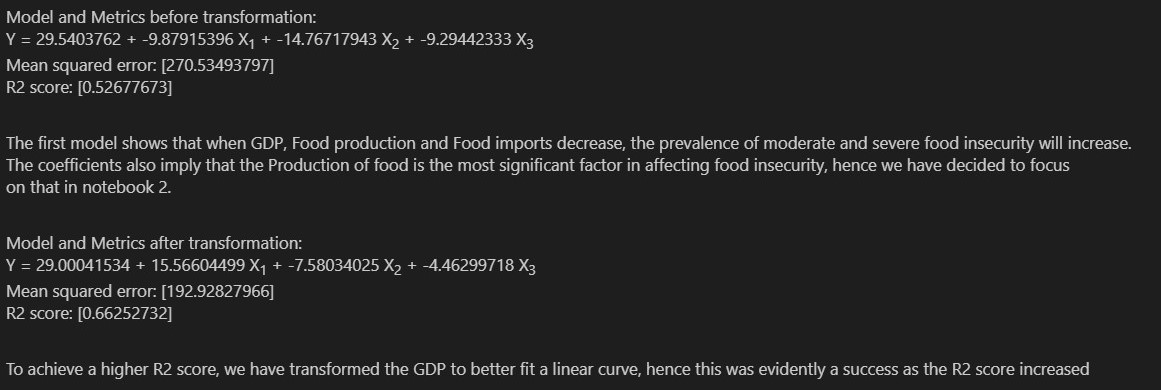 Model and Metrics before transformation:
Y = 29.5403762 + -9.87915396 X₁ + -14.76717943 X₂ + -9.29442333 X₃
Mean squared error: [270.53493797]
R2 score: [0.52677673]
The first model shows that when GDP, Food production and Food imports decrease, the prevalence of moderate and severe food insecurity will increase.
The coefficients also imply that the Production of food is the most significant factor in affecting food insecurity, hence we have decided to focus
on that in notebook 2.
Model and Metrics after transformation:
Y = 29.00041534 + 15.56604499 X₁ + -7.58034025 X₂ + -4.46299718 X₃
Mean squared error: [192.92827966]
R2 score: [0.66252732]
To achieve a higher R2 score, we have transformed the GDP to better fit a linear curve, hence this was evidently a success as the R2 score increased